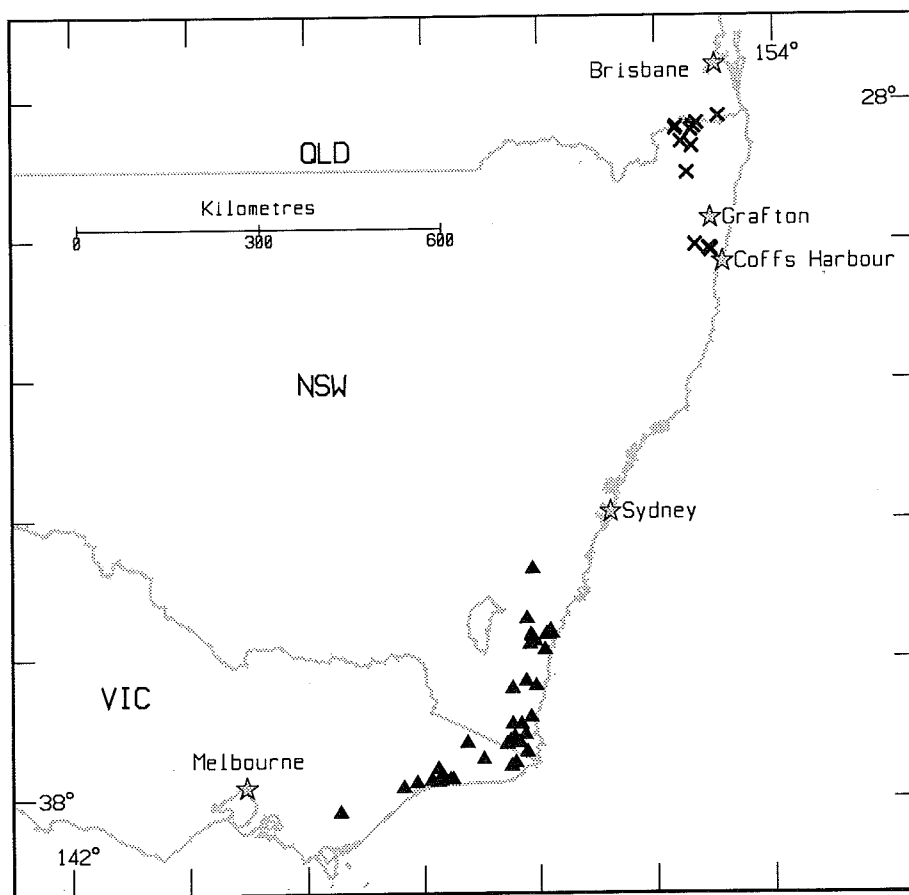 154°
Brisbane
28°
QLD
Kilometres
0 300 600
Grafton
Coffs Harbour
NSW
Sydney
VIC
Melbourne
38°
142°